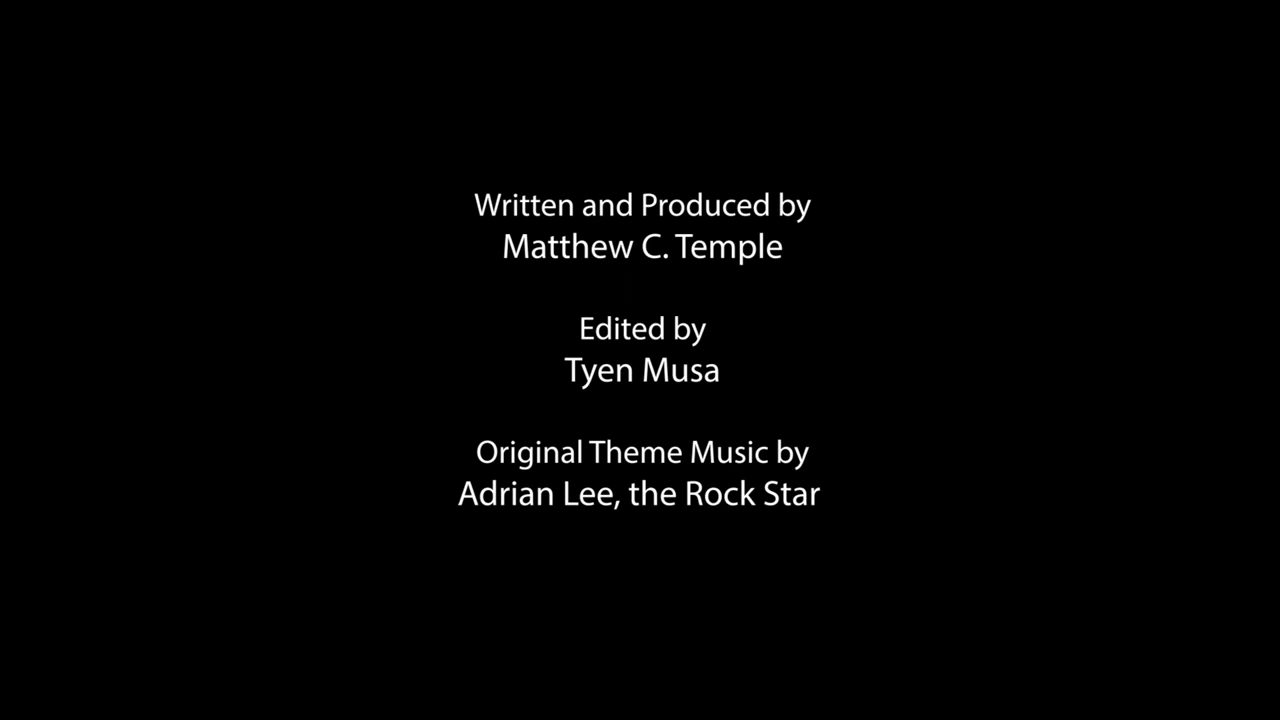 Written and Produced by
Matthew C. Temple
Edited by
Tyen Musa
Original Theme Music by
Adrian Lee, the Rock Star